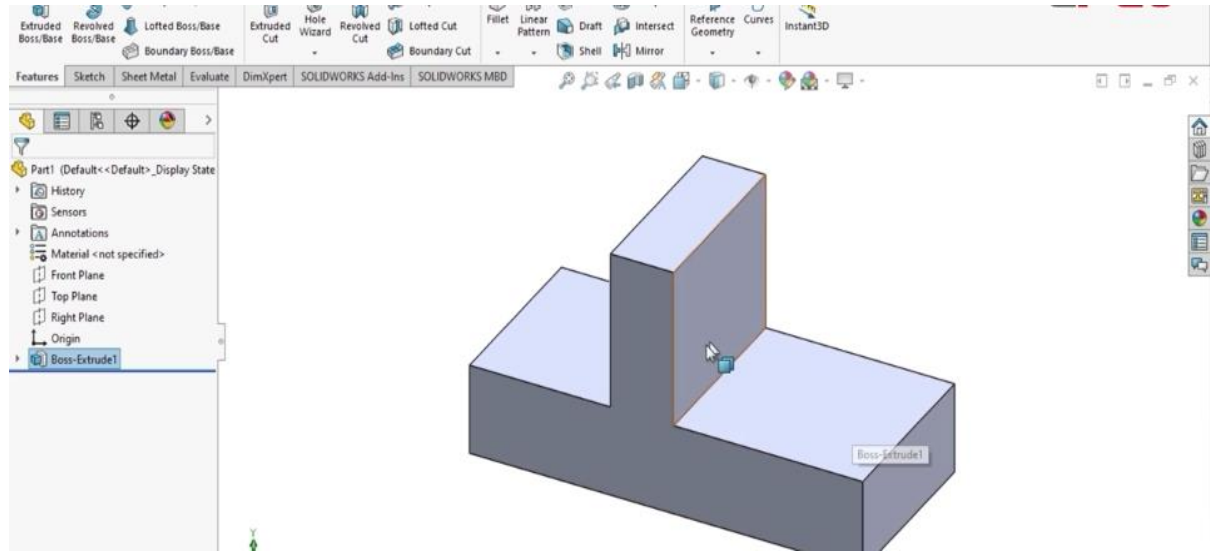 Extruded Boss/Base
Revolved Boss/Base
Lofted Boss/Base
Boundary Boss/Base
Extruded Cut
Hole Wizard
Revolved Cut
Lofted Cut
Boundary Cut
Fillet
Linear Pattern
Draft
Shell
Intersect
Mirror
Reference Geometry
Curves
Instant3D
Features
Sketch
Sheet Metal
Evaluate
DimXpert
SOLIDWORKS Add-Ins
SOLIDWORKS MBD
Part1 (Default<<Default>_Display State
History
Sensors
Annotations
Material <not specified>
Front Plane
Top Plane
Right Plane
Origin
Boss-Extrude1
Boss-Extrude1
Y